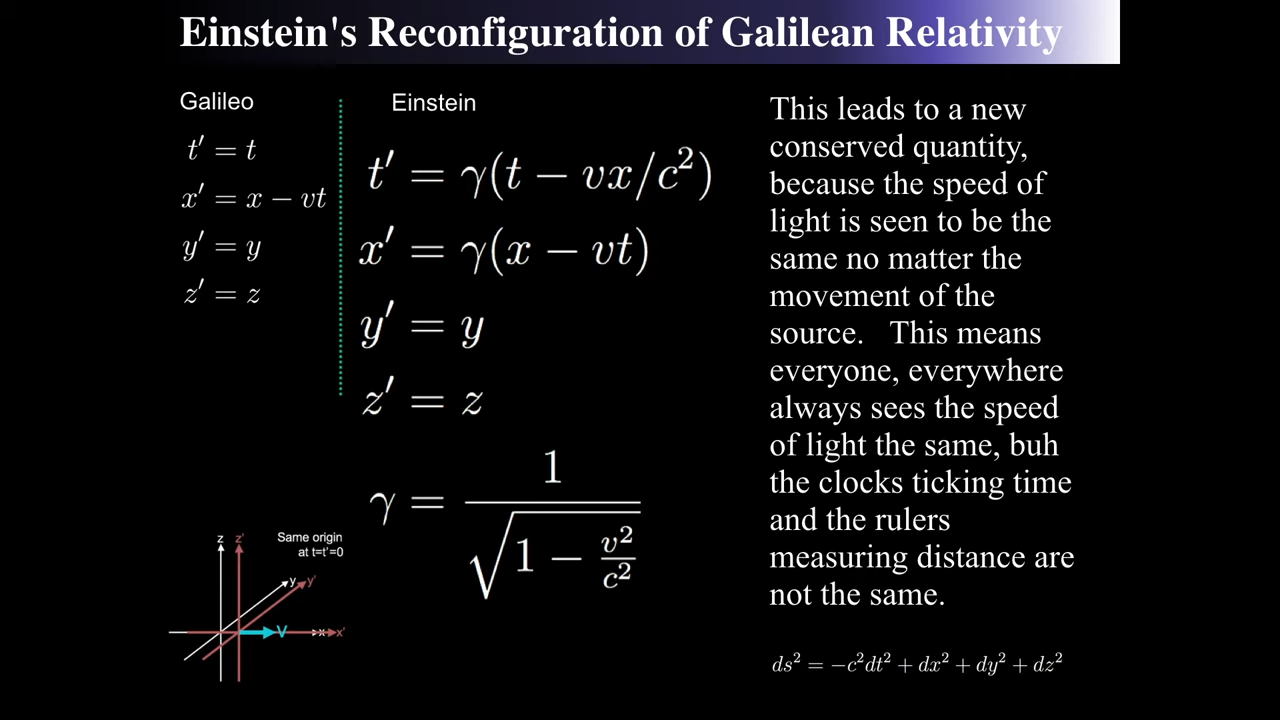 Einstein's Reconfiguration of Galilean Relativity
Galileo
t′ = t
x′ = x − vt
y′ = y
z′ = z
Einstein
t′ = γ(t − vx/c²)
x′ = γ(x − vt)
y′ = y
z′ = z
γ = 1 / √(1 − v²/c²)
This leads to a new
conserved quantity,
because the speed of
light is seen to be the
same no matter the
movement of the
source. This means
everyone, everywhere
always sees the speed
of light the same, buh
the clocks ticking time
and the rulers
measuring distance are
not the same.
ds² = −c²dt² + dx² + dy² + dz²
Same origin
at t=t'=0
z z'
y y'
V x x'